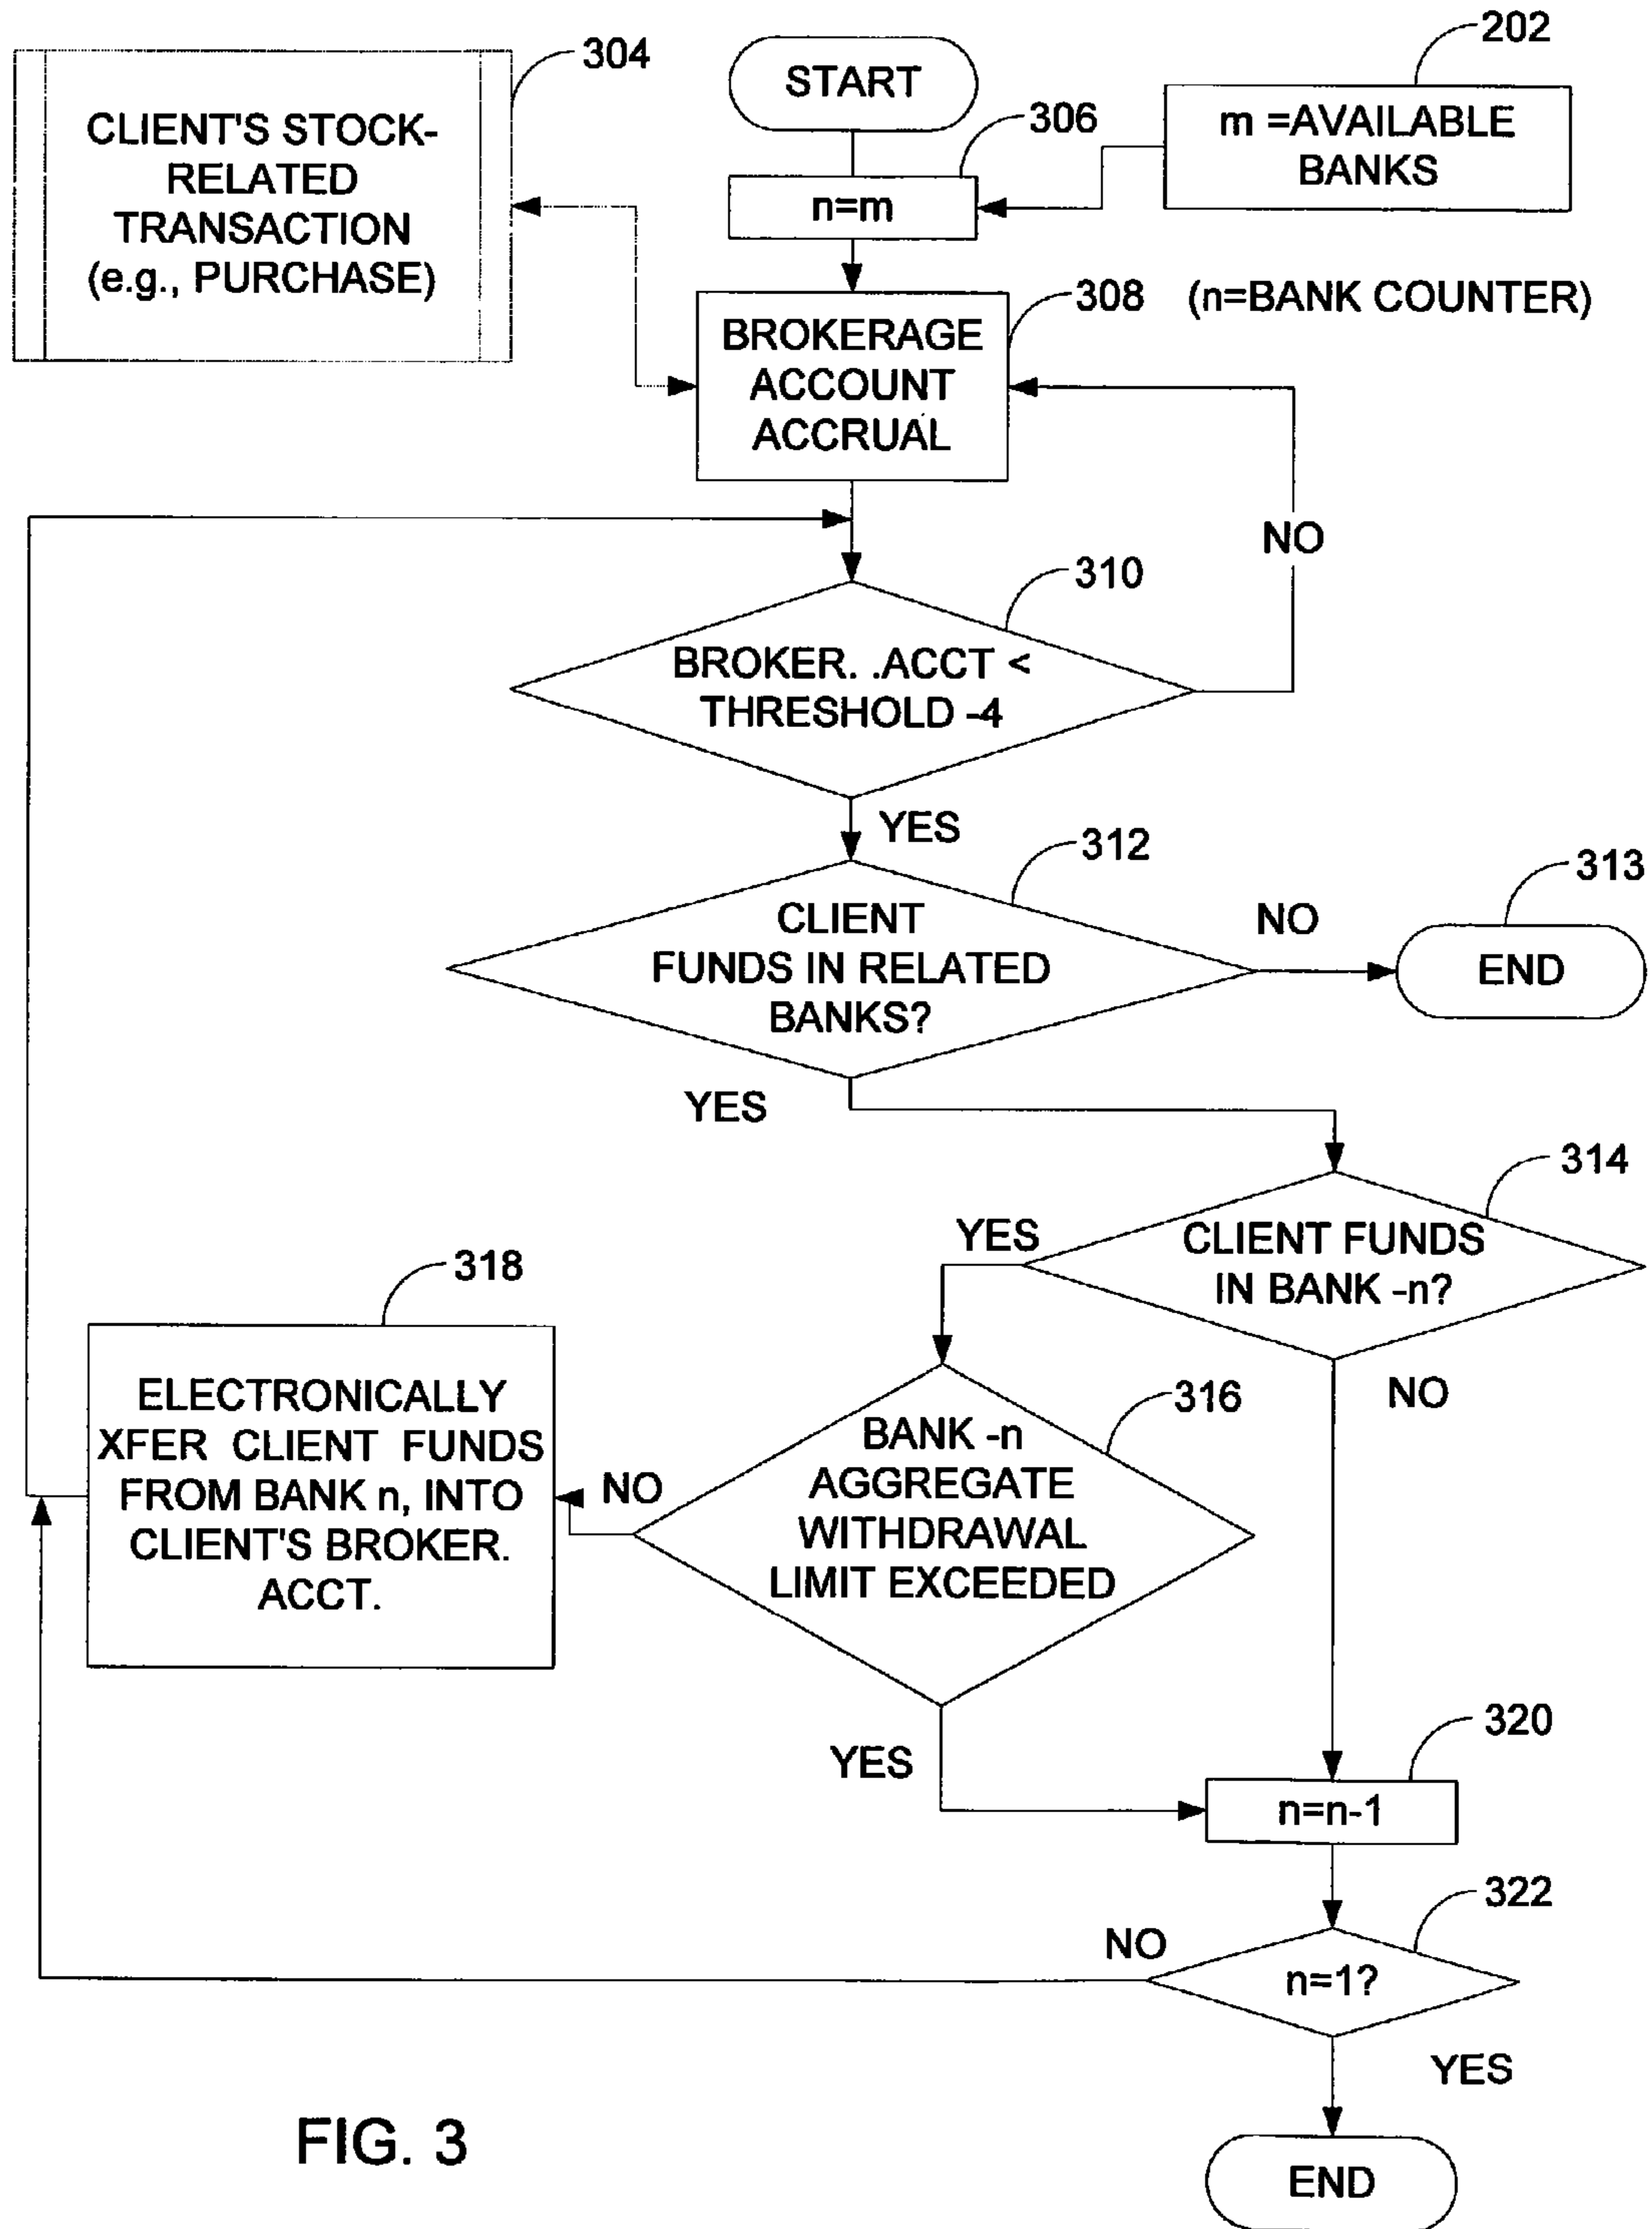 304
CLIENT'S STOCK-
RELATED
TRANSACTION
(e.g., PURCHASE)
START
202
m =AVAILABLE
BANKS
306
n=m
308 (n=BANK COUNTER)
BROKERAGE
ACCOUNT
ACCRUAL
NO
310
BROKER. .ACCT <
THRESHOLD -4
YES
312
CLIENT
FUNDS IN RELATED
BANKS?
NO
313
END
YES
314
CLIENT FUNDS
IN BANK -n?
YES
NO
316
BANK -n
AGGREGATE
WITHDRAWAL
LIMIT EXCEEDED
NO
318
ELECTRONICALLY
XFER CLIENT FUNDS
FROM BANK n, INTO
CLIENT'S BROKER.
ACCT.
YES
320
n=n-1
322
n=1?
NO
YES
END
FIG. 3